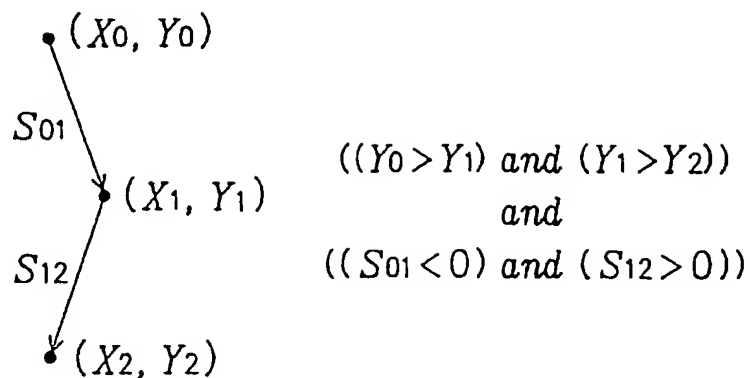 (X0, Y0)
S01
((Y0>Y1) and (Y1>Y2))
(X1, Y1)
and
S12
((S01<0) and (S12>0))
(X2, Y2)